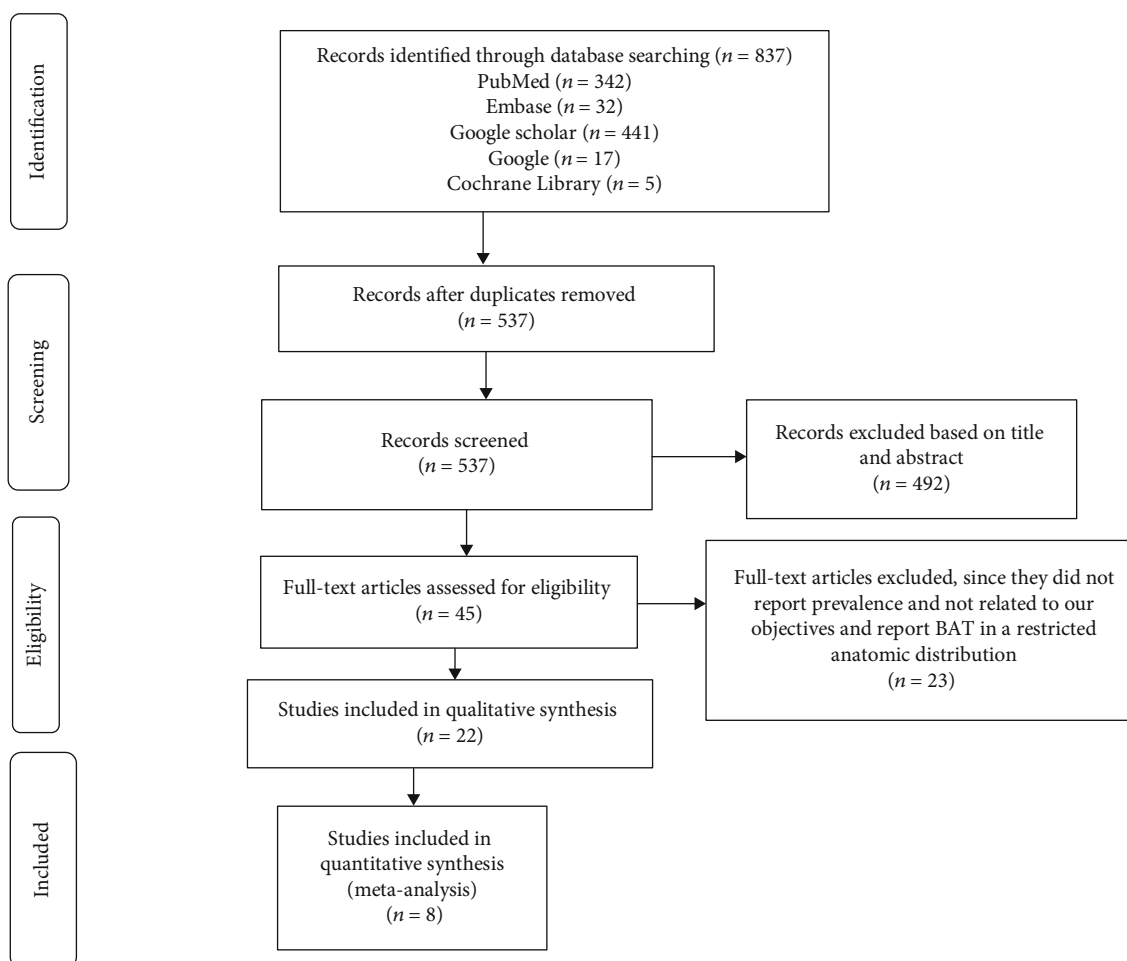 Identification
Records identified through database searching (n = 837)
PubMed (n = 342)
Embase (n = 32)
Google scholar (n = 441)
Google (n = 17)
Cochrane Library (n = 5)
Screening
Records after duplicates removed
(n = 537)
Records screened
(n = 537)
Records excluded based on title
and abstract
(n = 492)
Eligibility
Full-text articles assessed for eligibility
(n = 45)
Full-text articles excluded, since they did not
report prevalence and not related to our
objectives and report BAT in a restricted
anatomic distribution
(n = 23)
Studies included in qualitative synthesis
(n = 22)
Included
Studies included in
quantitative synthesis
(meta-analysis)
(n = 8)